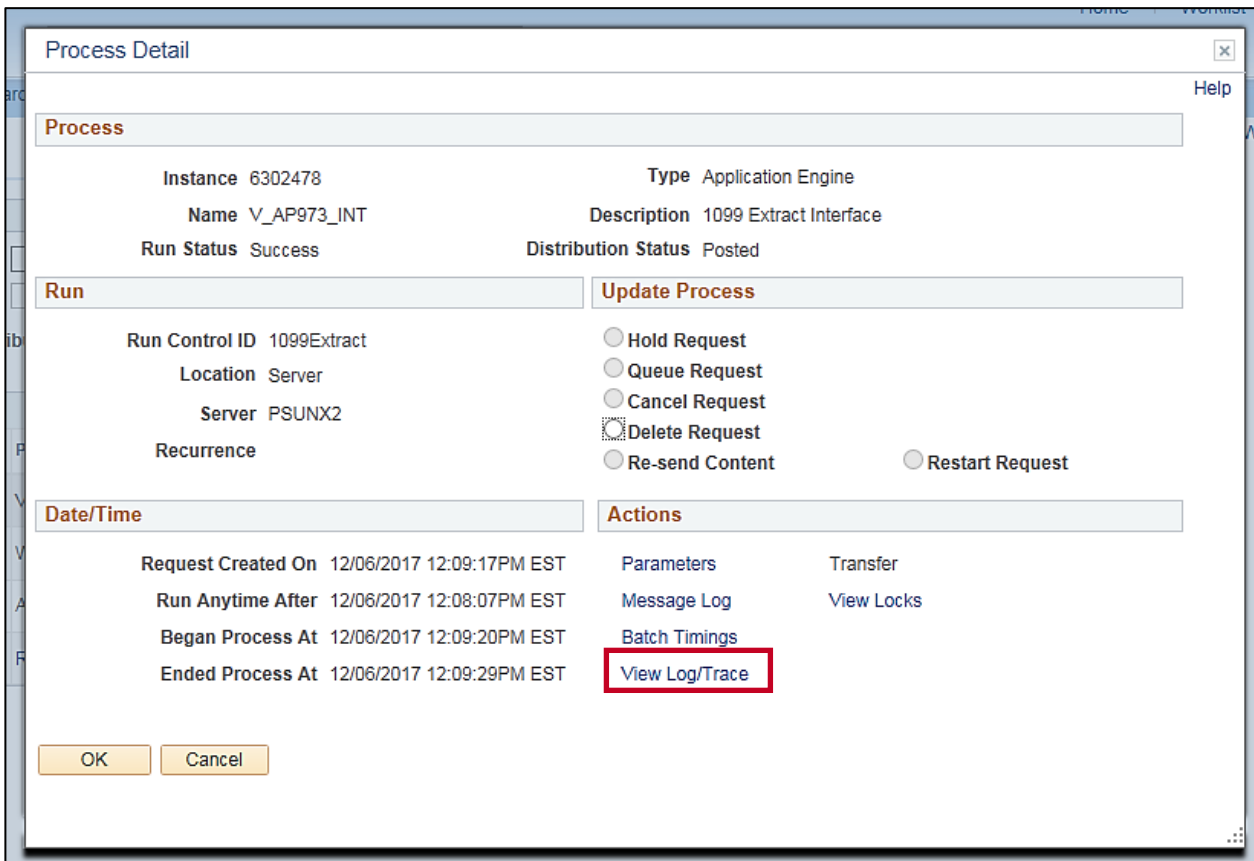 Process Detail
Help
Process
Instance 6302478
Type Application Engine
Name V_AP973_INT
Description 1099 Extract Interface
Run Status Success
Distribution Status Posted
Run
Update Process
Run Control ID 1099Extract
Hold Request
Location Server
Queue Request
Cancel Request
Server PSUNX2
Delete Request
Recurrence
Re-send Content
Restart Request
Date/Time
Actions
Request Created On 12/06/2017 12:09:17PM EST
Parameters
Transfer
Run Anytime After 12/06/2017 12:08:07PM EST
Message Log
View Locks
Began Process At 12/06/2017 12:09:20PM EST
Batch Timings
Ended Process At 12/06/2017 12:09:29PM EST
View Log/Trace
OK
Cancel